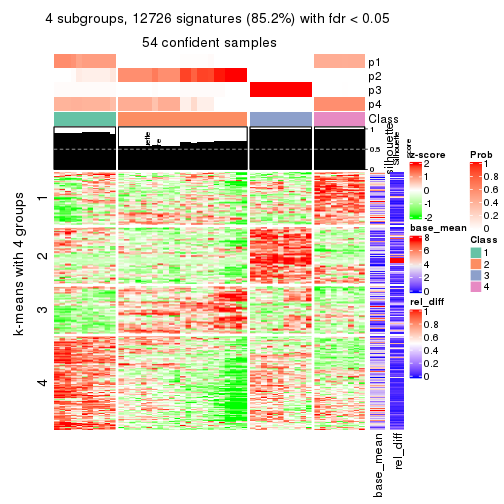 4 subgroups, 12726 signatures (85.2%) with fdr < 0.05
54 confident samples
p1
p2
p3
p4
Class
1
0.5
0
silhouette
Silhouette
score
k-means with 4 groups
1
2
3
4
base_mean
rel_diff
z-score
2
1
0
-1
-2
base_mean
8
6
4
2
0
rel_diff
1
0.8
0.6
0.4
0.2
0
Prob
1
0.8
0.6
0.4
0.2
0
Class
1
2
3
4